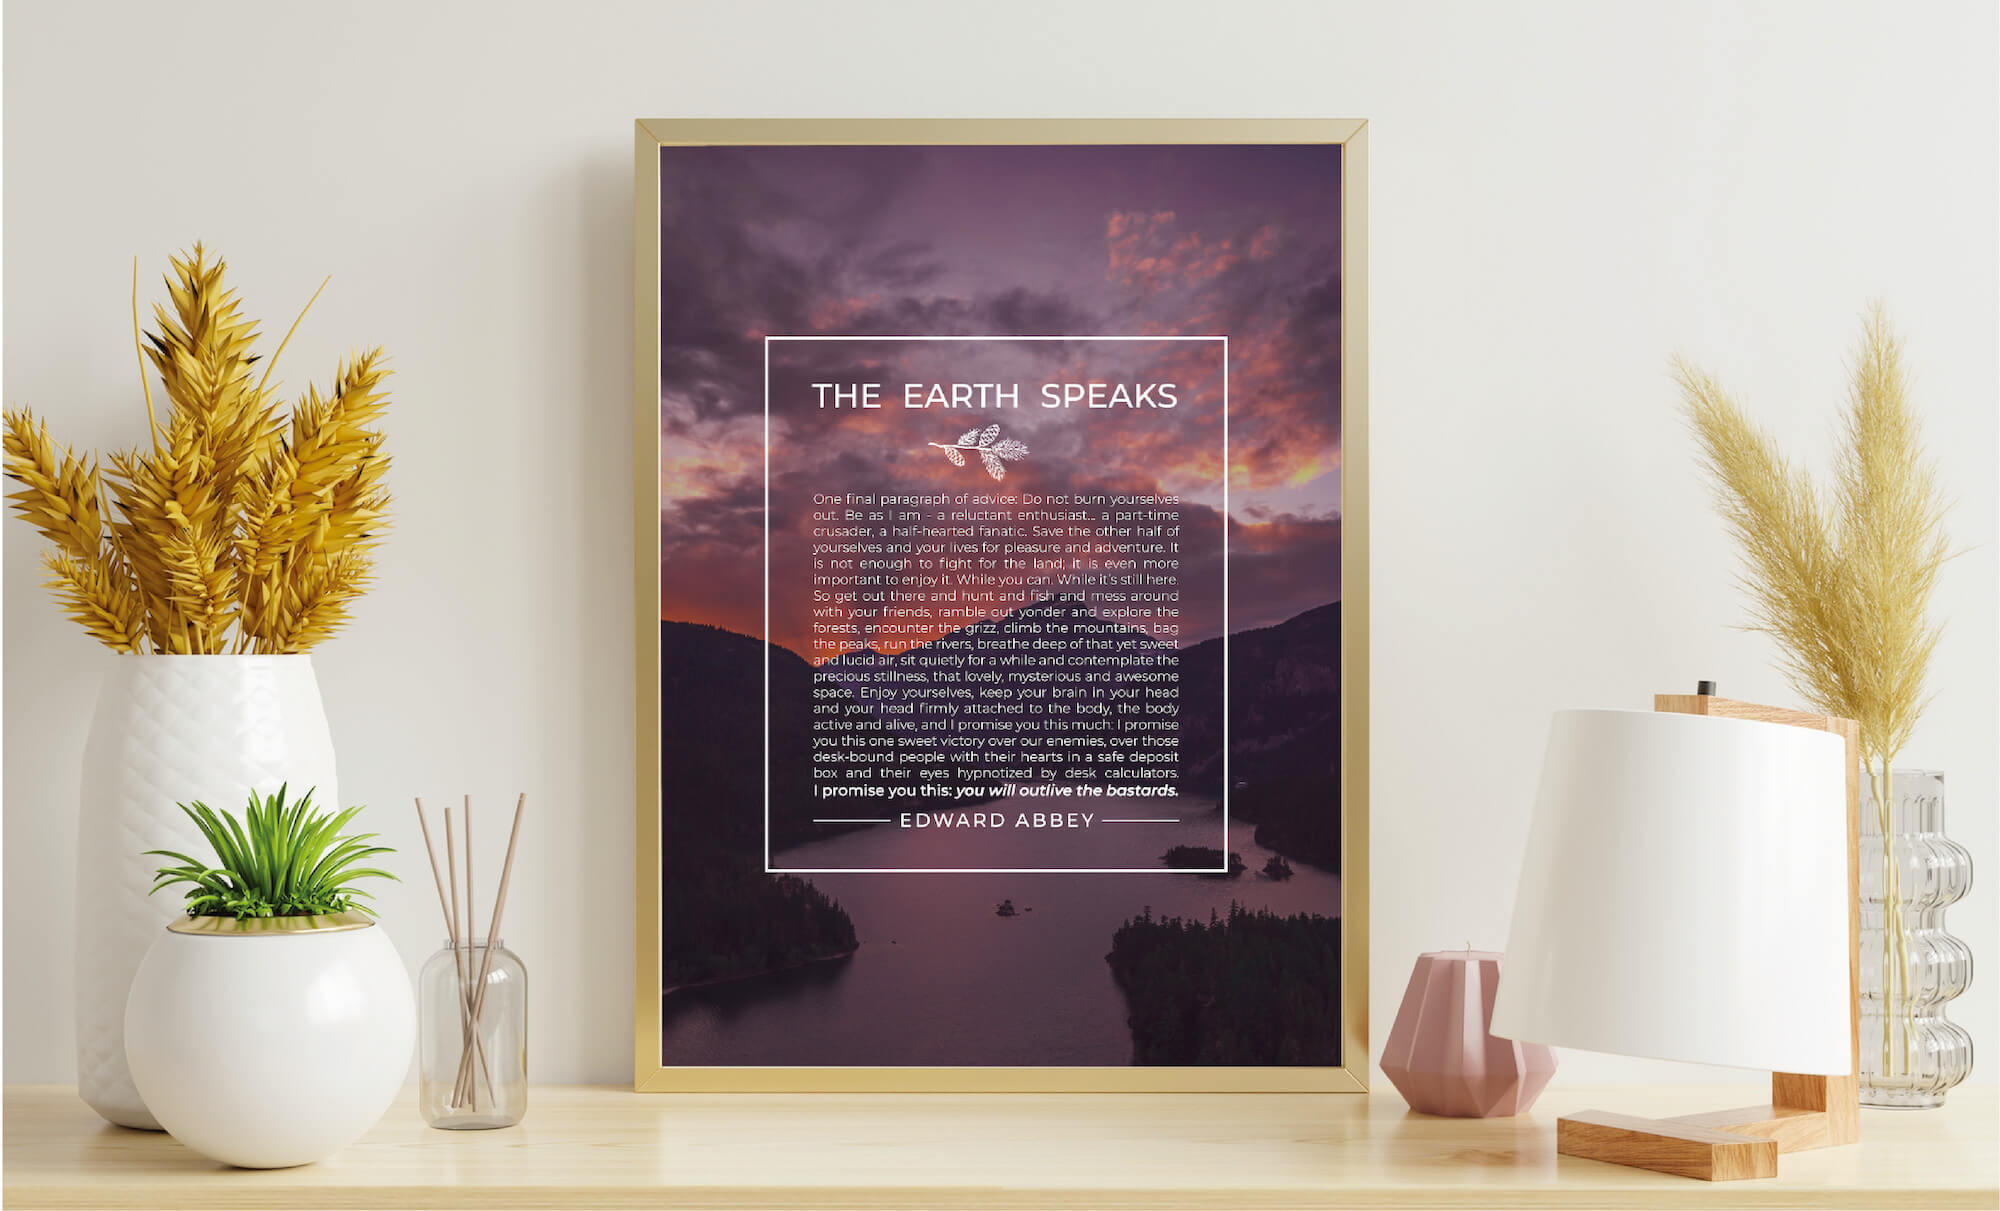 THE EARTH SPEAKS
One final paragraph of advice: Do not burn yourselves
out. Be as I am - a reluctant enthusiast... a part-time
crusader, a half-hearted fanatic. Save the other half of
yourselves and your lives for pleasure and adventure. It
is not enough to fight for the land; it is even more
important to enjoy it. While you can. While it's still here.
So get out there and hunt and fish and mess around
with your friends, ramble out yonder and explore the
forests, encounter the grizz, climb the mountains, bag
the peaks, run the rivers, breathe deep of that yet sweet
and lucid air, sit quietly for a while and contemplate the
precious stillness, that lovely, mysterious and awesome
space. Enjoy yourselves, keep your brain in your head
and your head firmly attached to the body, the body
active and alive, and I promise you this much: I promise
you this one sweet victory over our enemies, over those
desk-bound people with their hearts in a safe deposit
box and their eyes hypnotized by desk calculators.
I promise you this: you will outlive the bastards.
EDWARD ABBEY